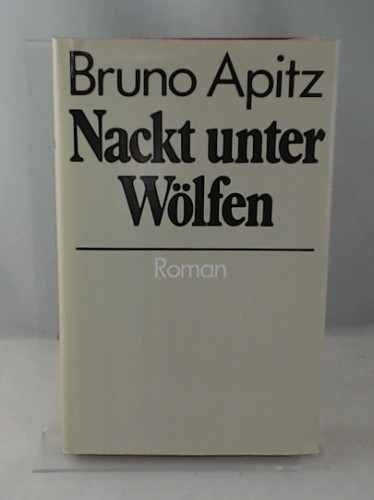 Bruno Apitz
Nackt unter
Wölfen
Roman